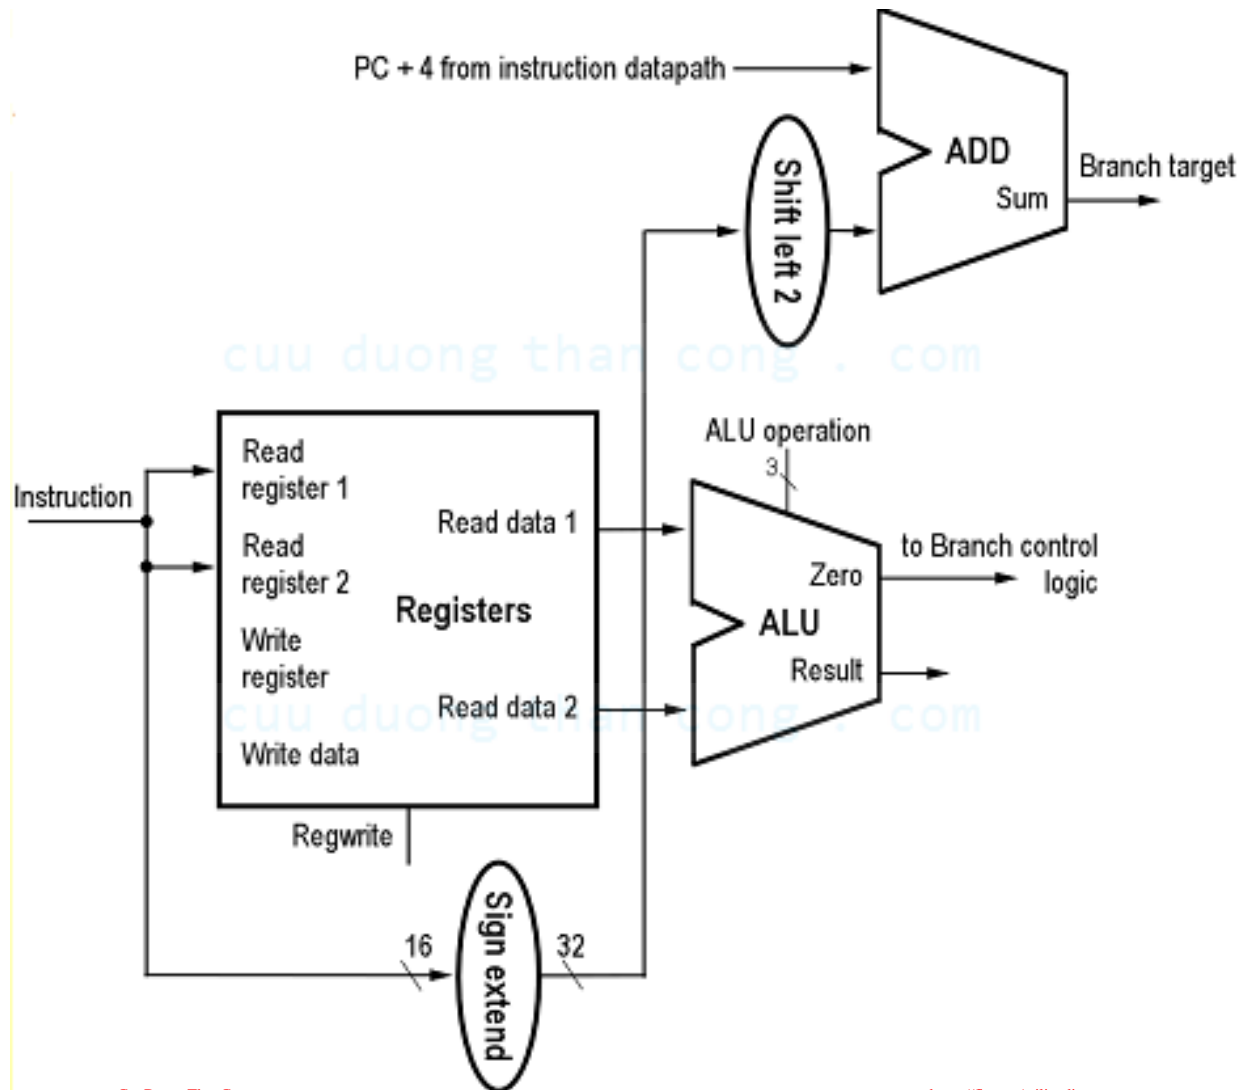 PC + 4 from instruction datapath
ADD
Sum
Branch target
Shift left 2
cuu duong than cong . com
ALU operation
3
Instruction
Read
register 1
Read
register 2
Write
register
Write data
Read data 1
Registers
Read data 2
Zero
ALU
Result
to Branch control
logic
cuu duong than cong . com
Regwrite
16
Sign extend
32